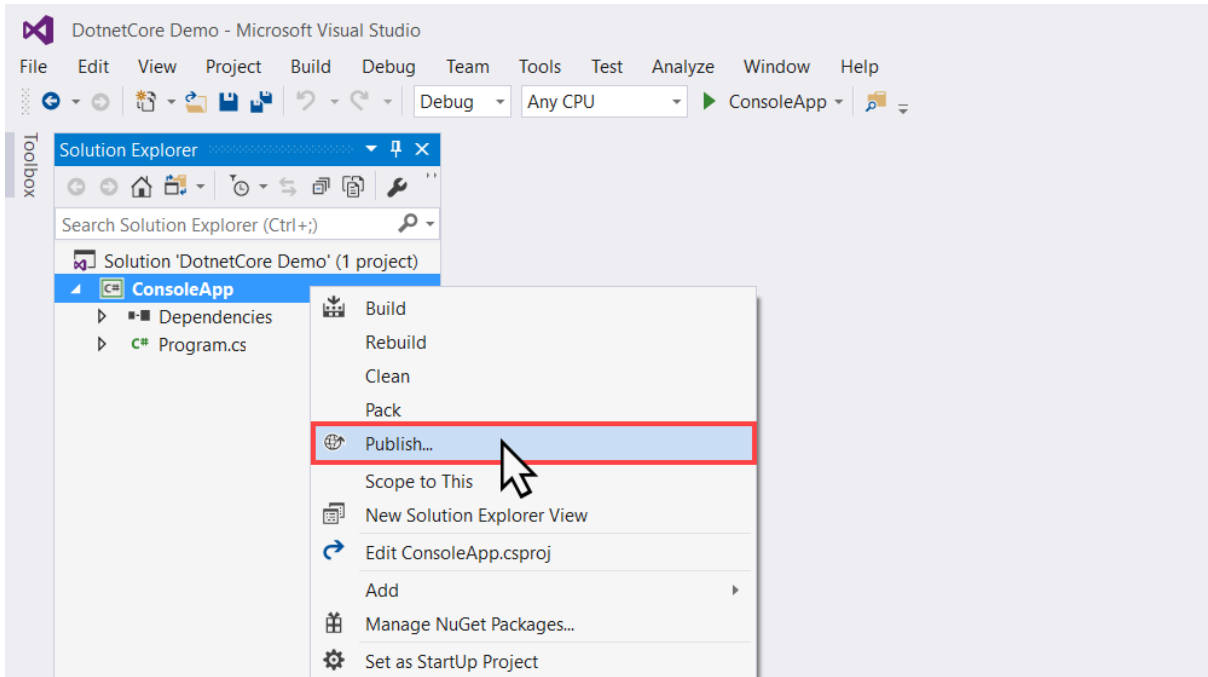 DotnetCore Demo - Microsoft Visual Studio
File Edit View Project Build Debug Team Tools Test Analyze Window Help
Debug Any CPU ConsoleApp
Toolbox
Solution Explorer
Search Solution Explorer (Ctrl+;)
Solution 'DotnetCore Demo' (1 project)
C# ConsoleApp
Dependencies
C# Program.cs
Build
Rebuild
Clean
Pack
Publish...
Scope to This
New Solution Explorer View
Edit ConsoleApp.csproj
Add
Manage NuGet Packages...
Set as StartUp Project